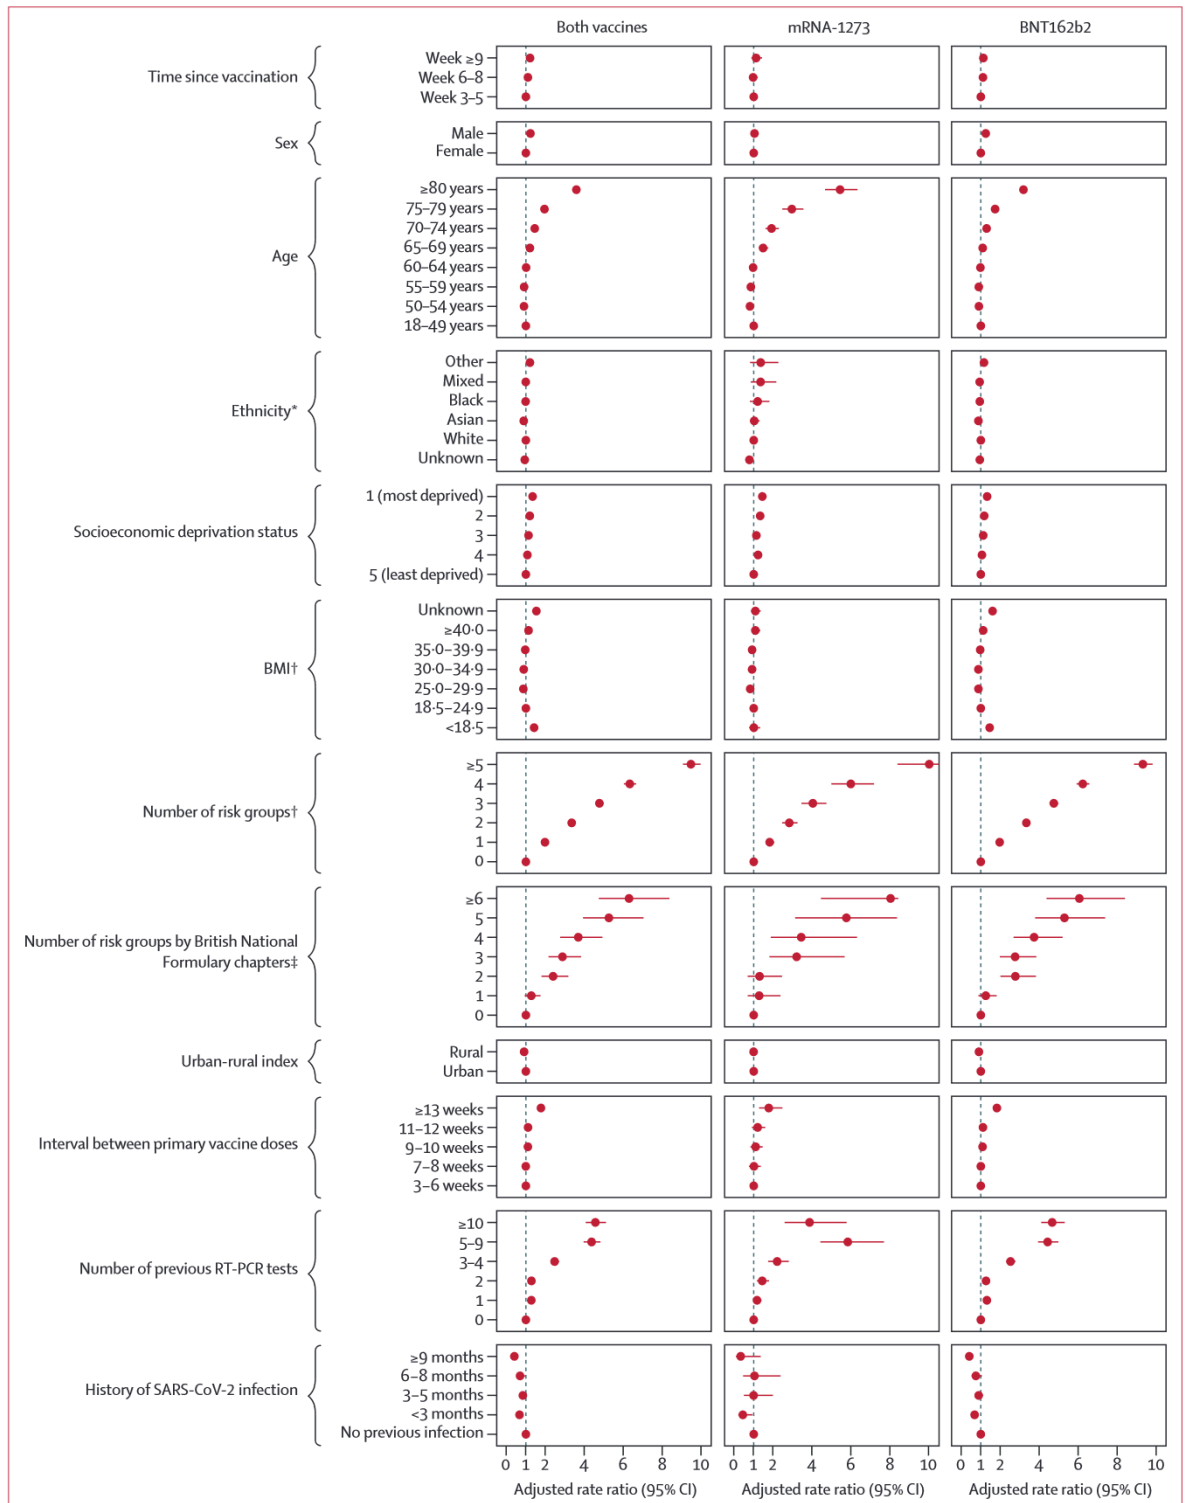 Both vaccines
mRNA-1273
BNT162b2
Time since vaccination
Week ≥9
Week 6–8
Week 3–5
Sex
Male
Female
Age
≥80 years
75–79 years
70–74 years
65–69 years
60–64 years
55–59 years
50–54 years
18–49 years
Ethnicity*
Other
Mixed
Black
Asian
White
Unknown
Socioeconomic deprivation status
1 (most deprived)
2
3
4
5 (least deprived)
BMI†
Unknown
≥40·0
35·0–39·9
30·0–34·9
25·0–29·9
18·5–24·9
<18·5
Number of risk groups†
≥5
4
3
2
1
0
Number of risk groups by British National
Formulary chapters‡
≥6
5
4
3
2
1
0
Urban-rural index
Rural
Urban
Interval between primary vaccine doses
≥13 weeks
11–12 weeks
9–10 weeks
7–8 weeks
3–6 weeks
Number of previous RT-PCR tests
≥10
5–9
3–4
2
1
0
History of SARS-CoV-2 infection
≥9 months
6–8 months
3–5 months
<3 months
No previous infection
0 1 2 4 6 8 10
0 1 2 4 6 8 10
0 1 2 4 6 8 10
Adjusted rate ratio (95% CI)
Adjusted rate ratio (95% CI)
Adjusted rate ratio (95% CI)